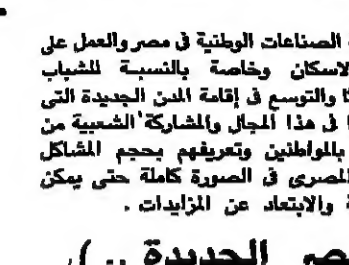 الصناعات الوطنية في مصر والعمل على
الاسكان وخاصة بالنسبة للشباب
والتوسع في إقامة المدن الجديدة التى
في هذا المجال والمشاركة الشعبية من
بالمواطنين وتعريفهم بحجم المشاكل
المصرى في الصورة كاملة حتى يمكن
والابتعاد عن المزايدات .
الجديدة .. )